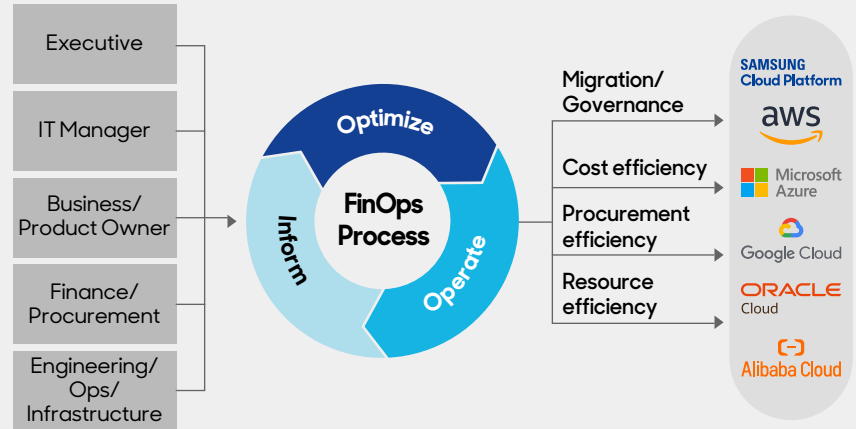 Executive
IT Manager
Business/
Product Owner
Finance/
Procurement
Engineering/
Ops/
Infrastructure
Optimize
Inform
Operate
FinOps
Process
Migration/
Governance
Cost efficiency
Procurement
efficiency
Resource
efficiency
SAMSUNG
Cloud Platform
aws
Microsoft
Azure
Google Cloud
ORACLE
Cloud
Alibaba Cloud